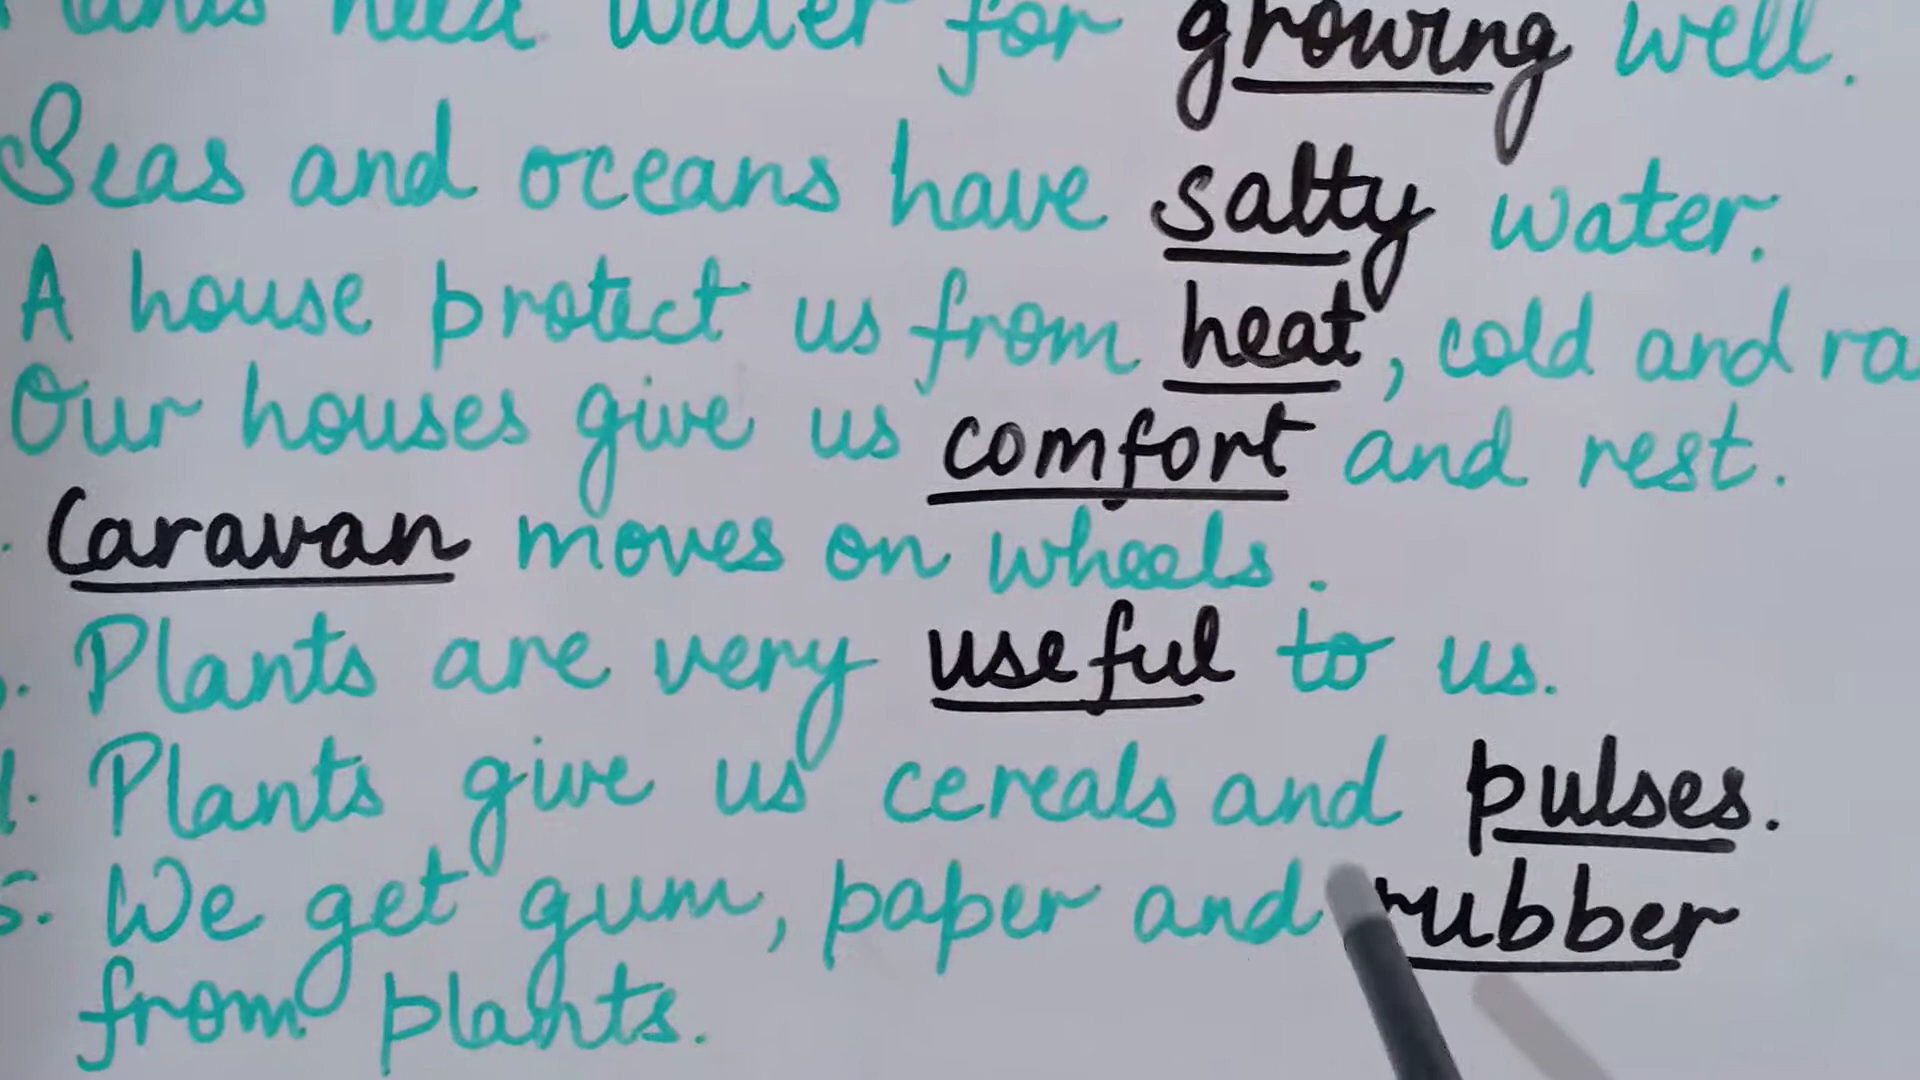 Plants need water for growing well.
Seas and oceans have salty water.
A house protect us from heat, cold and
Our houses give us comfort and rest.
Caravan moves on wheels.
. Plants are very useful to us.
. Plants give us cereals and pulses.
5. We get gum, paper and rubber
from plants.